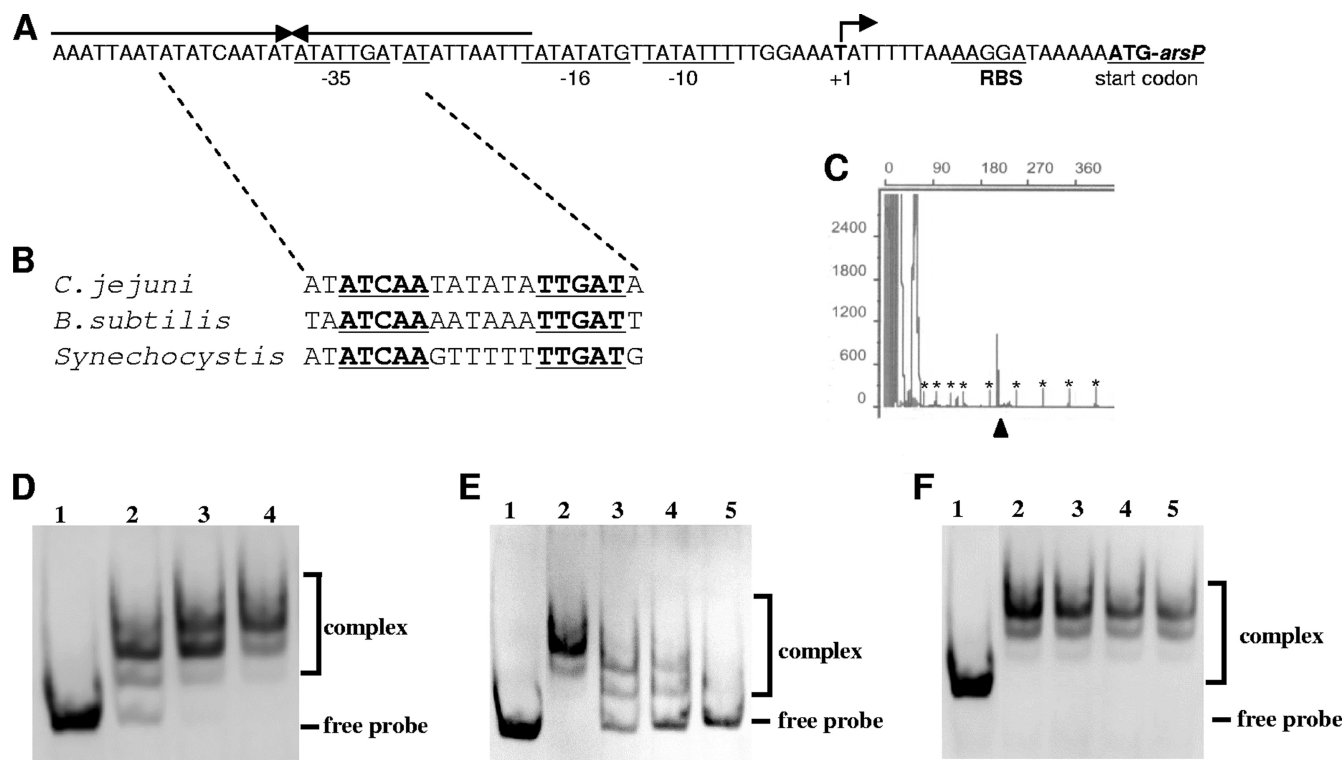 A
AAATTAATATATCAATATATATTGATATATTAATTTATATATGTTATATTTTTGGAAATATTTTTAAAAGGATAAAAAATG-arsP
-35 -16 -10 +1 RBS start codon
C
0 90 180 270 360
2400
1800
1200
600
0
* * * * * * * * *
B
C.jejuni ATATCAATATATATTGATA
B.subtilis TAATCAAAATAAATTGATT
Synechocystis ATATCAAGTTTTTTTGATG
D
1 2 3 4
complex
free probe
E
1 2 3 4 5
complex
free probe
F
1 2 3 4 5
complex
free probe